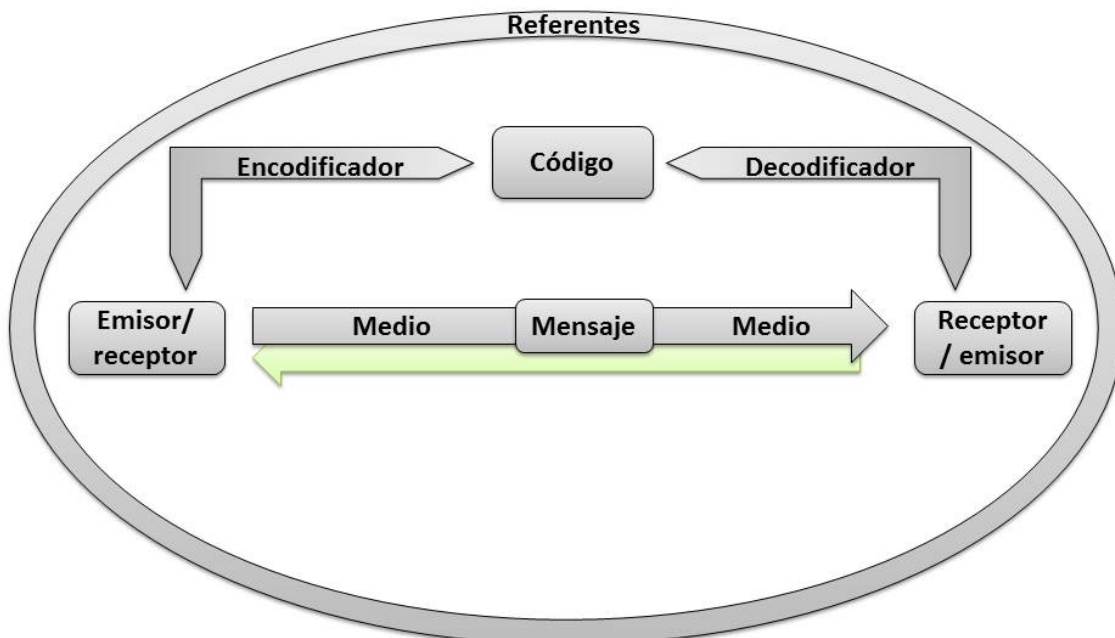 Referentes
Encodificador
Código
Decodificador
Emisor/
receptor
Medio
Mensaje
Medio
Receptor
/ emisor